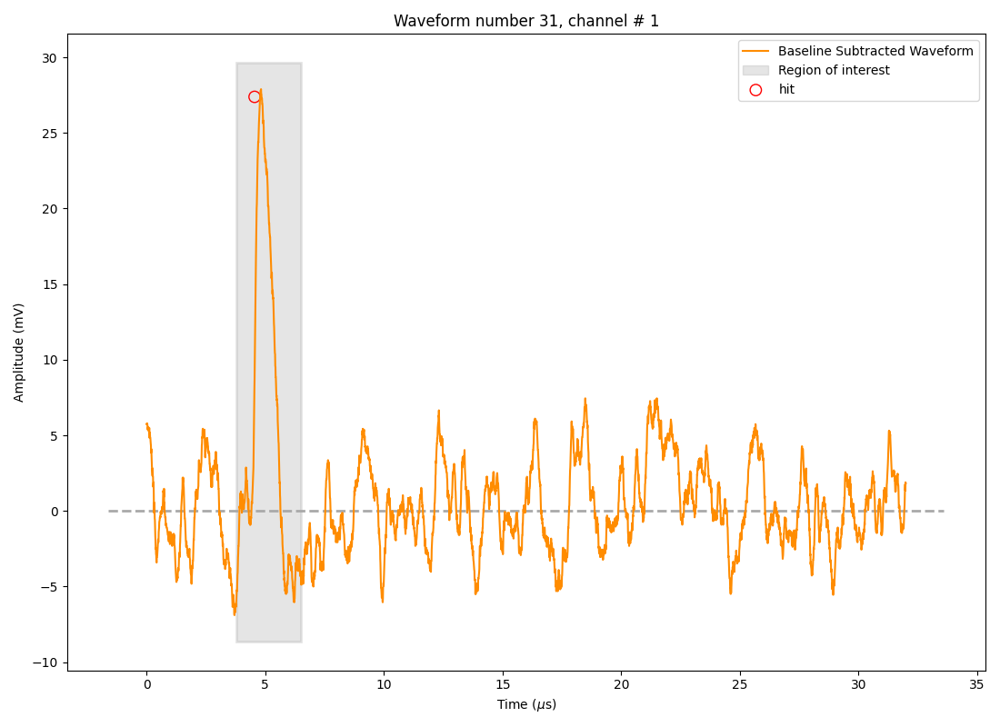 Waveform number 31, channel # 1
Baseline Subtracted Waveform
Region of interest
hit
Amplitude (mV)
30
25
20
15
10
5
0
−5
−10
0 5 10 15 20 25 30 35
Time (μs)